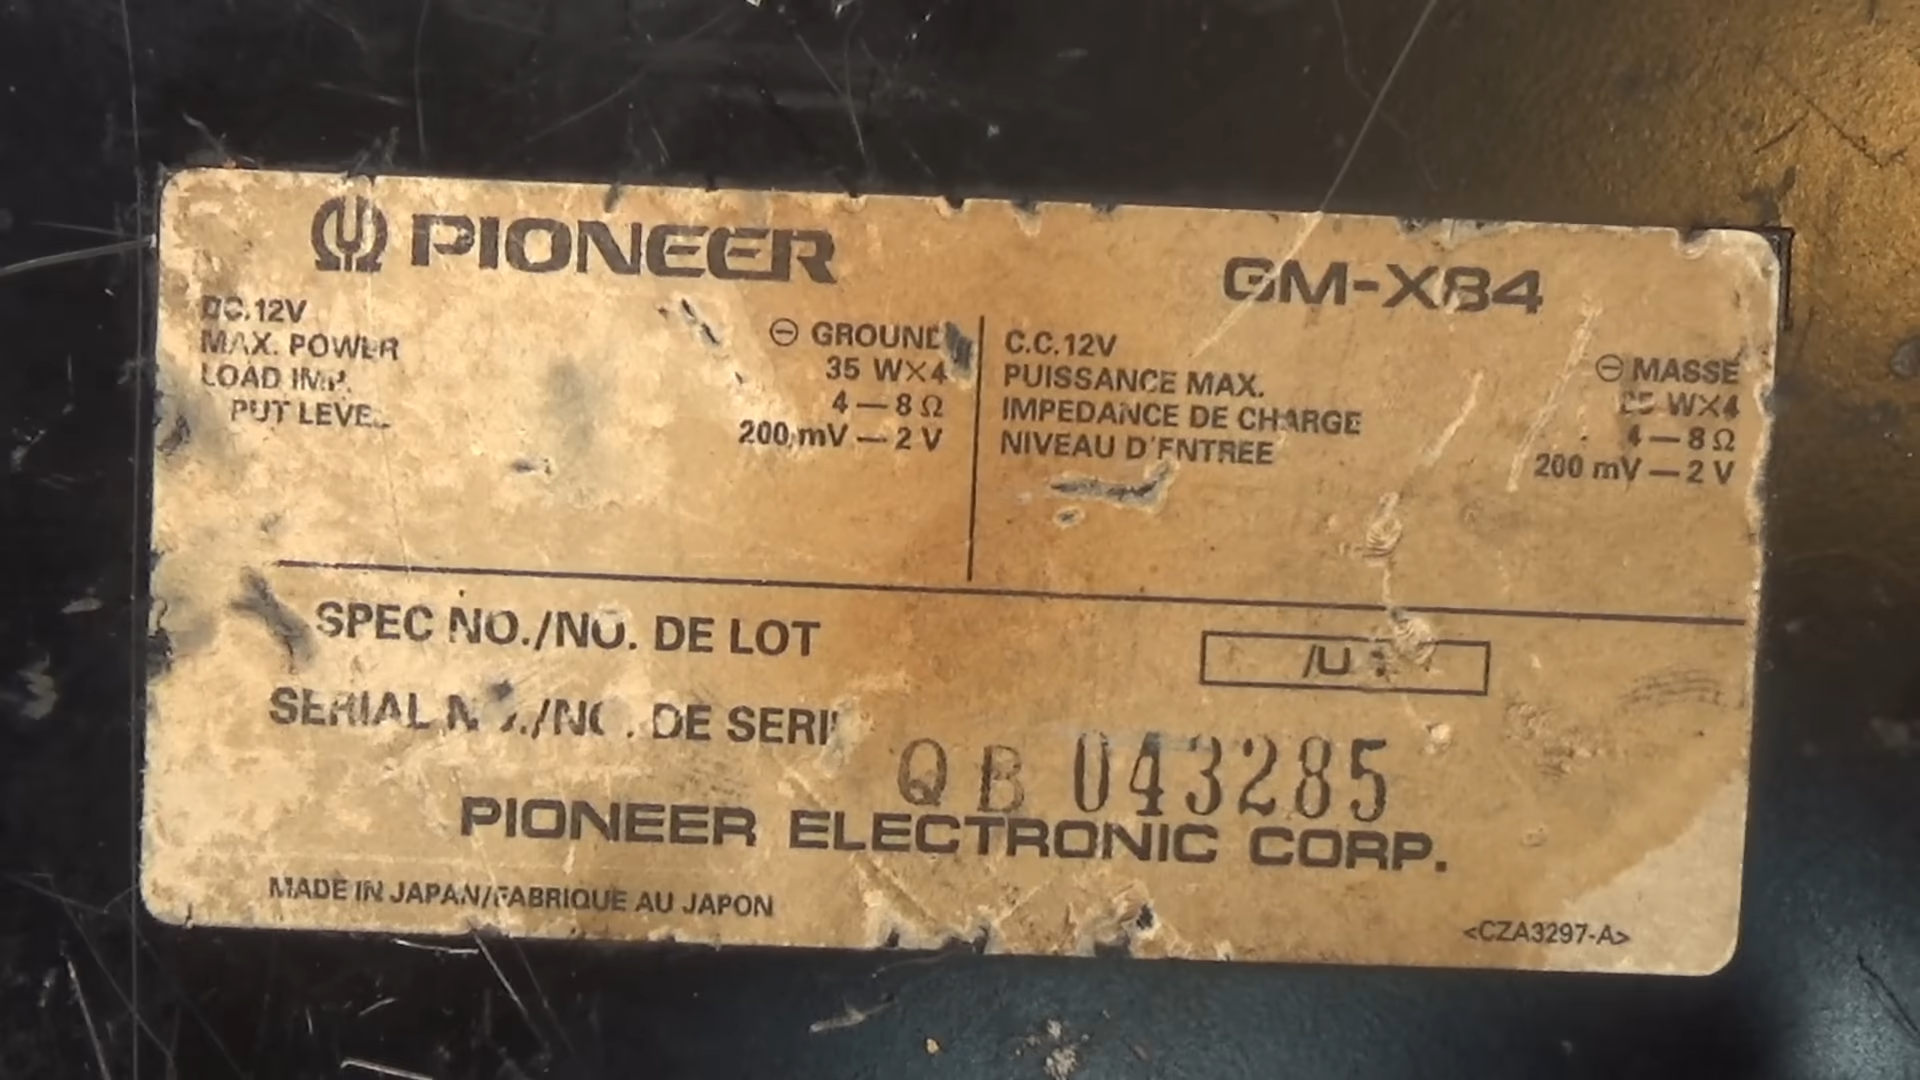 PIONEER
GM-X84
DC.12V
⊖ GROUND
MAX. POWER
35 W×4
LOAD IMP.
4 — 8 Ω
PUT LEVEL
200 mV — 2 V
C.C.12V
⊖ MASSE
PUISSANCE MAX.
W×4
IMPEDANCE DE CHARGE
4 — 8 Ω
NIVEAU D'ENTREE
200 mV — 2 V
SPEC NO./NO. DE LOT
/U
SERIAL NO./NO. DE SERI
QB 043285
PIONEER ELECTRONIC CORP.
MADE IN JAPAN/FABRIQUE AU JAPON
<CZA3297-A>